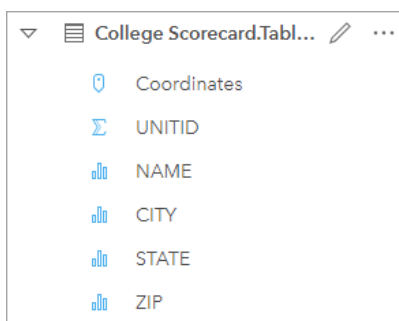 College Scorecard.Tabl...
Coordinates
UNITID
NAME
CITY
STATE
ZIP